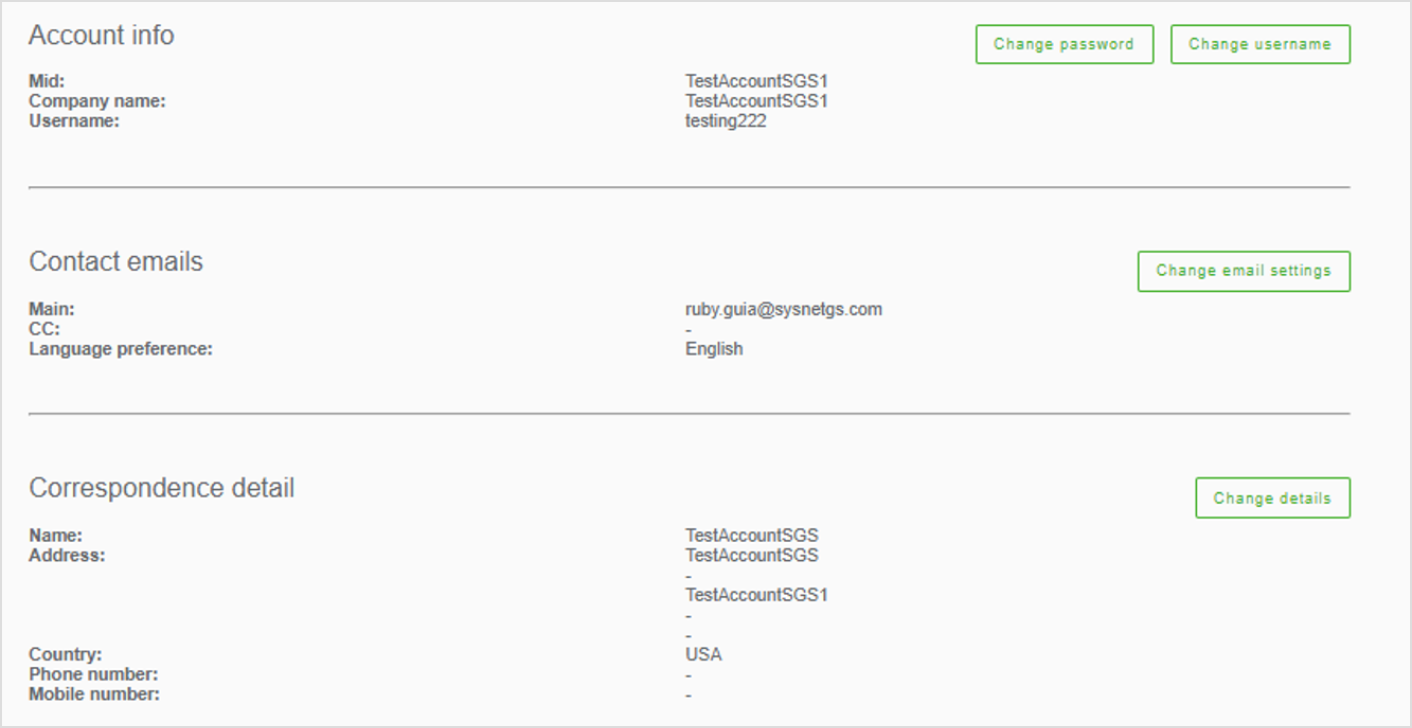 Account info
Change password
Change username
Mid: TestAccountSGS1
Company name: TestAccountSGS1
Username: testing222
Contact emails
Change email settings
Main: ruby.guia@sysnetgs.com
CC: -
Language preference: English
Correspondence detail
Change details
Name: TestAccountSGS
Address: TestAccountSGS
-
TestAccountSGS1
-
-
Country: USA
Phone number: -
Mobile number: -